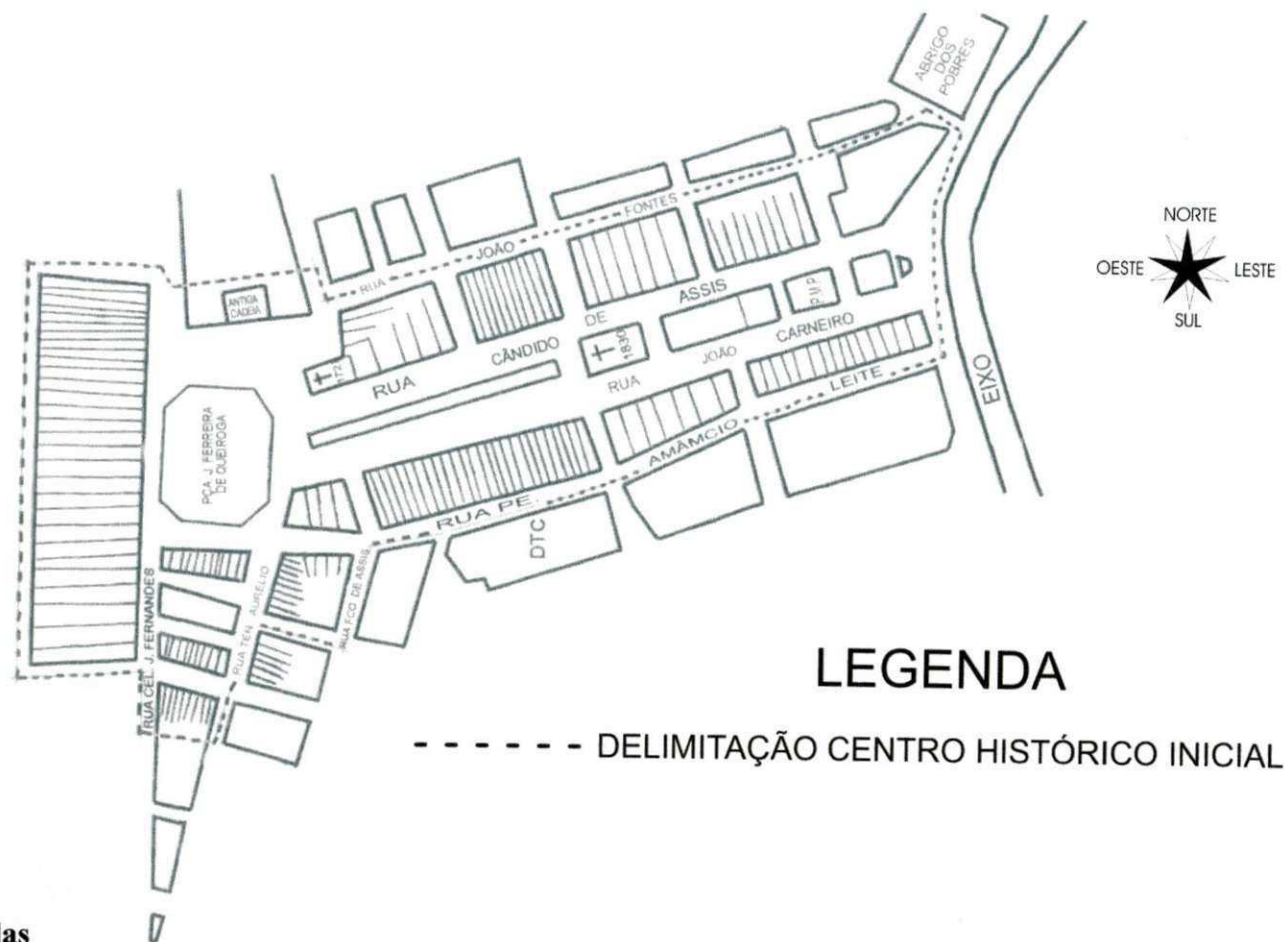 ABRIGO
DOS
POBRES
NORTE
OESTE
LESTE
SUL
RUA JOÃO FONTES
ANTIGA
CADEIA
RUA CÂNDIDO DE ASSIS
172
1830
P.M.P.
RUA JOÃO CARNEIRO
EIXO
PÇA. J. FERREIRA
DE QUEIROGA
RUA PE. AMÂMCIO LEITE
DTC
RUA CEL. J. FERNANDES
RUA TEN. AURÉLIO
RUA FCO. DE ASSIS
LEGENDA
DELIMITAÇÃO CENTRO HISTÓRICO INICIAL